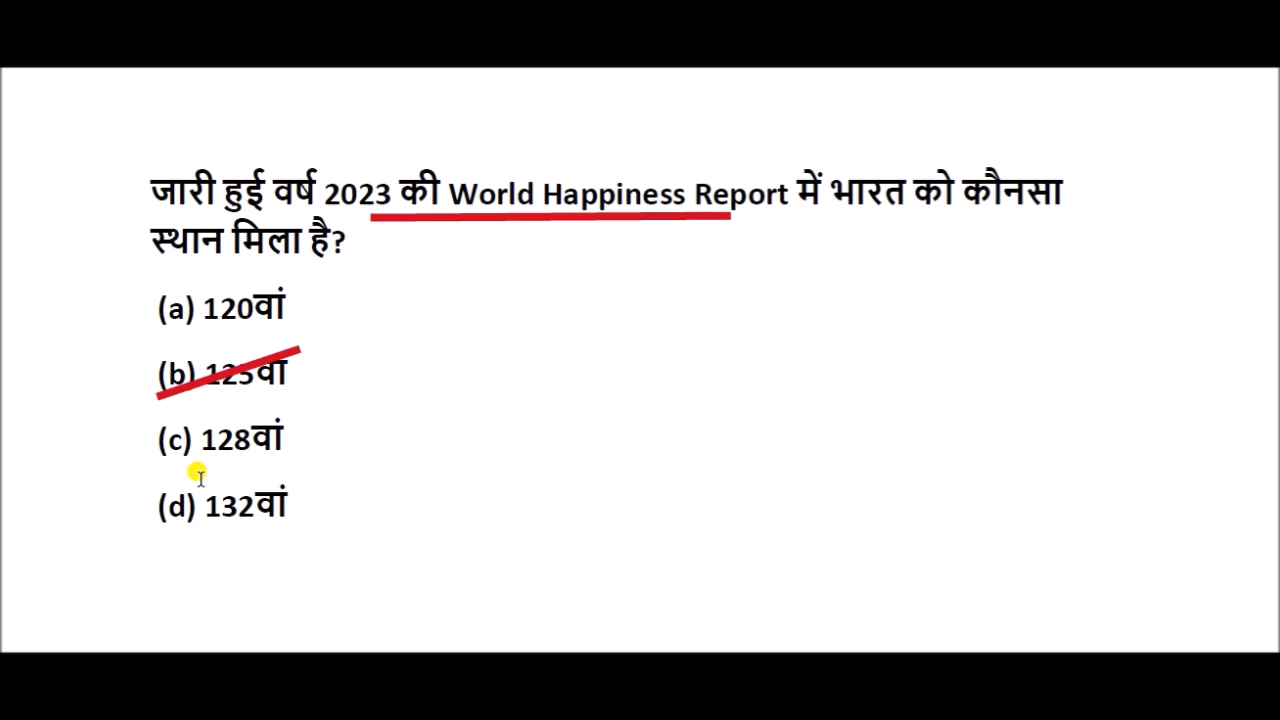 जारी हुई वर्ष 2023 की World Happiness Report में भारत को कौनसा
स्थान मिला है?
(a) 120वां
(b) 125वां
(c) 128वां
(d) 132वां